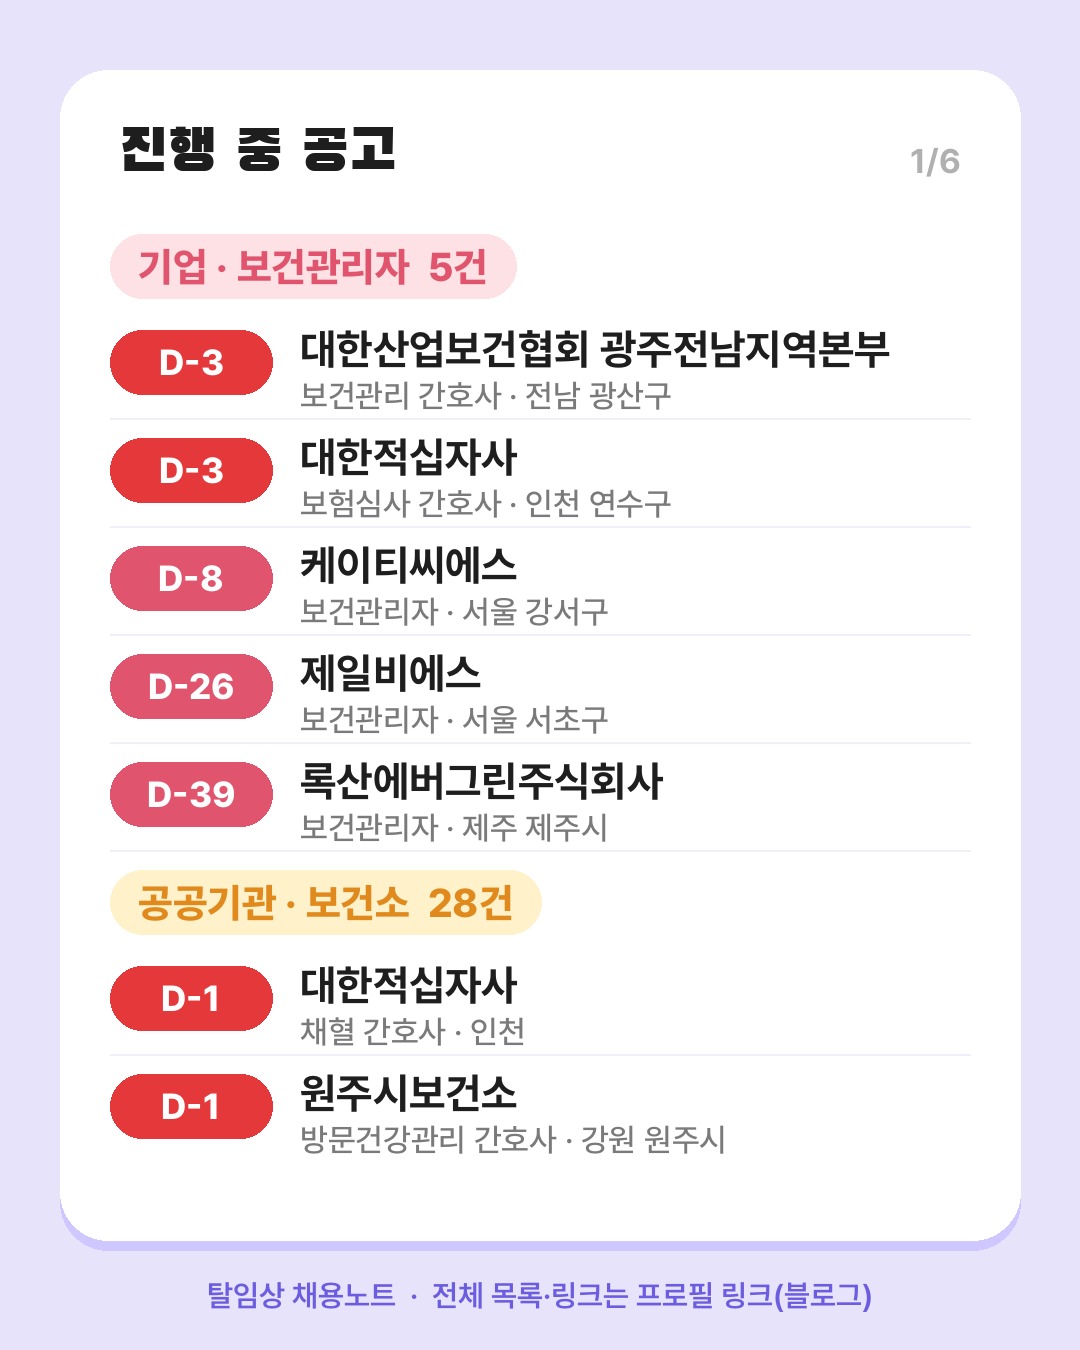 진행 중 공고
1/6
기업 · 보건관리자 5건
D-3
대한산업보건협회 광주전남지역본부
보건관리 간호사 · 전남 광산구
D-3
대한적십자사
보험심사 간호사 · 인천 연수구
D-8
케이티씨에스
보건관리자 · 서울 강서구
D-26
제일비에스
보건관리자 · 서울 서초구
D-39
록산에버그린주식회사
보건관리자 · 제주 제주시
공공기관 · 보건소 28건
D-1
대한적십자사
채혈 간호사 · 인천
D-1
원주시보건소
방문건강관리 간호사 · 강원 원주시
탈임상 채용노트 · 전체 목록·링크는 프로필 링크(블로그)